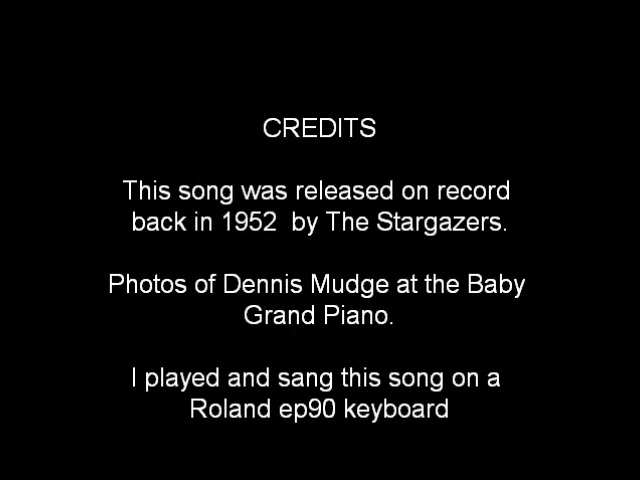 CREDITS
This song was released on record
back in 1952  by The Stargazers.
Photos of Dennis Mudge at the Baby
Grand Piano.
I played and sang this song on a
Roland ep90 keyboard